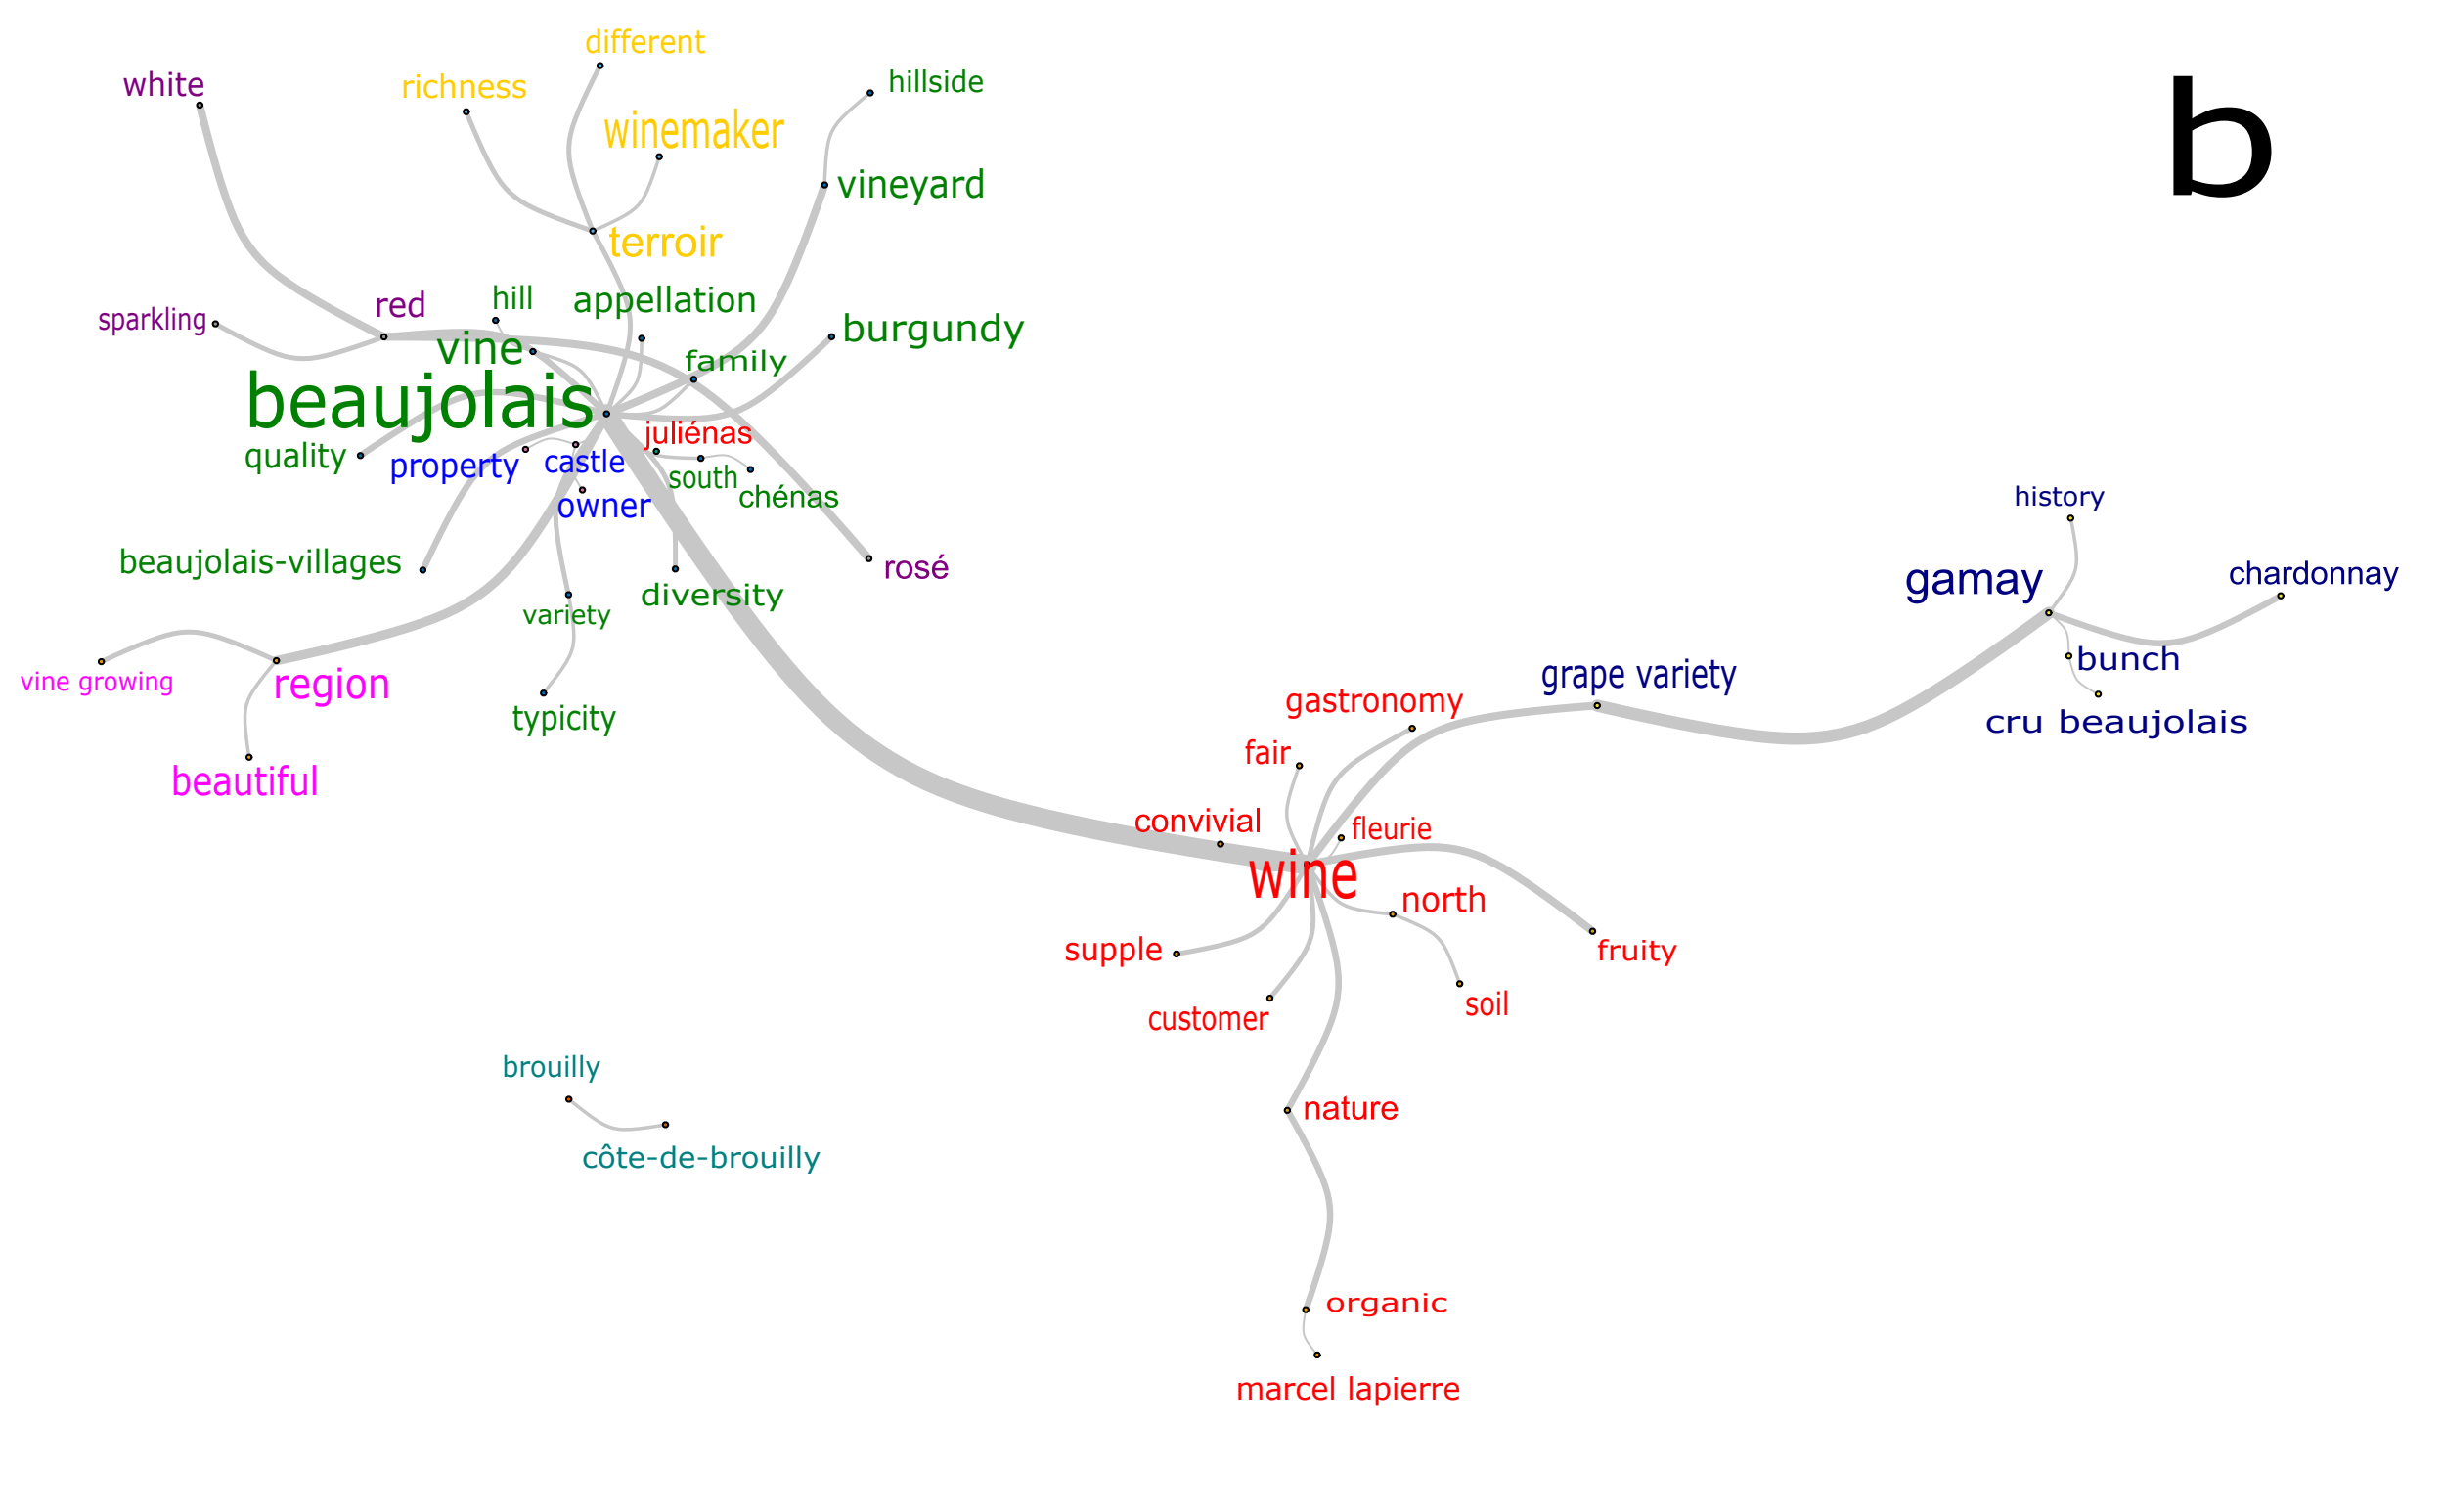 different
white
richness
hillside
b
winemaker
vineyard
terroir
red
hill
appellation
sparkling
burgundy
vine
family
beaujolais
juliénas
quality
property
castle
south
chénas
owner
history
beaujolais-villages
rosé
gamay
chardonnay
diversity
variety
vine growing
region
bunch
grape variety
gastronomy
typicity
cru beaujolais
fair
beautiful
convivial
fleurie
wine
north
supple
fruity
customer
soil
brouilly
nature
côte-de-brouilly
organic
marcel lapierre